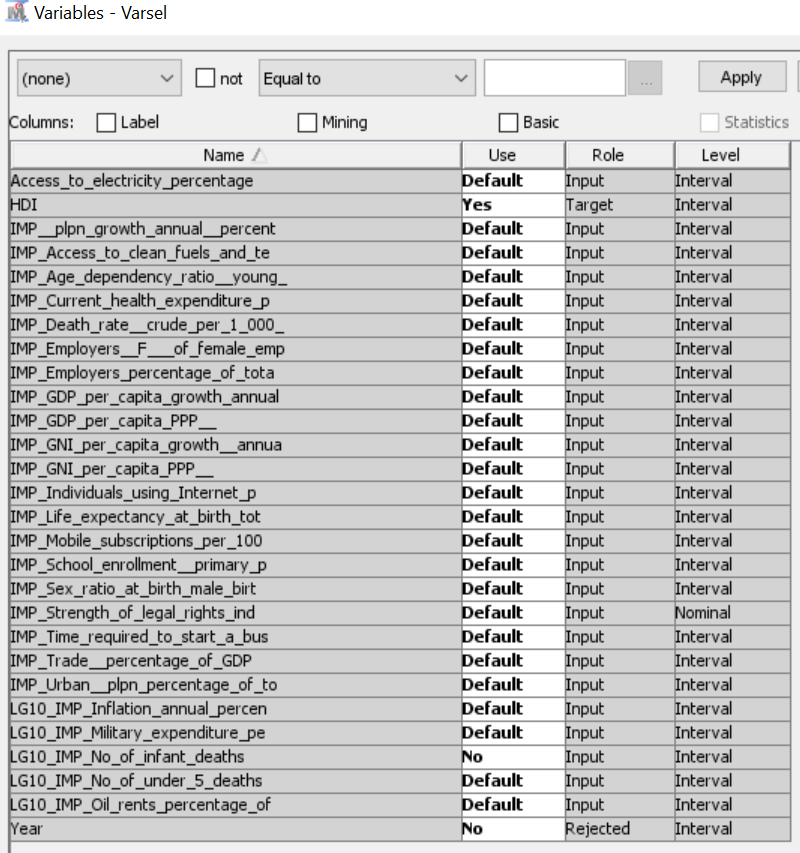 Variables - Varsel
(none) not Equal to ... Apply
Columns: Label Mining Basic Statistics
Name Use Role Level
Access_to_electricity_percentage Default Input Interval
HDI Yes Target Interval
IMP__plpn_growth_annual__percent Default Input Interval
IMP_Access_to_clean_fuels_and_te Default Input Interval
IMP_Age_dependency_ratio__young_ Default Input Interval
IMP_Current_health_expenditure_p Default Input Interval
IMP_Death_rate__crude_per_1_000_ Default Input Interval
IMP_Employers__F___of_female_emp Default Input Interval
IMP_Employers_percentage_of_tota Default Input Interval
IMP_GDP_per_capita_growth_annual Default Input Interval
IMP_GDP_per_capita_PPP__ Default Input Interval
IMP_GNI_per_capita_growth__annua Default Input Interval
IMP_GNI_per_capita_PPP__ Default Input Interval
IMP_Individuals_using_Internet_p Default Input Interval
IMP_Life_expectancy_at_birth_tot Default Input Interval
IMP_Mobile_subscriptions_per_100 Default Input Interval
IMP_School_enrollment__primary_p Default Input Interval
IMP_Sex_ratio_at_birth_male_birt Default Input Interval
IMP_Strength_of_legal_rights_ind Default Input Nominal
IMP_Time_required_to_start_a_bus Default Input Interval
IMP_Trade__percentage_of_GDP Default Input Interval
IMP_Urban__plpn_percentage_of_to Default Input Interval
LG10_IMP_Inflation_annual_percen Default Input Interval
LG10_IMP_Military_expenditure_pe Default Input Interval
LG10_IMP_No_of_infant_deaths No Input Interval
LG10_IMP_No_of_under_5_deaths Default Input Interval
LG10_IMP_Oil_rents_percentage_of Default Input Interval
Year No Rejected Interval